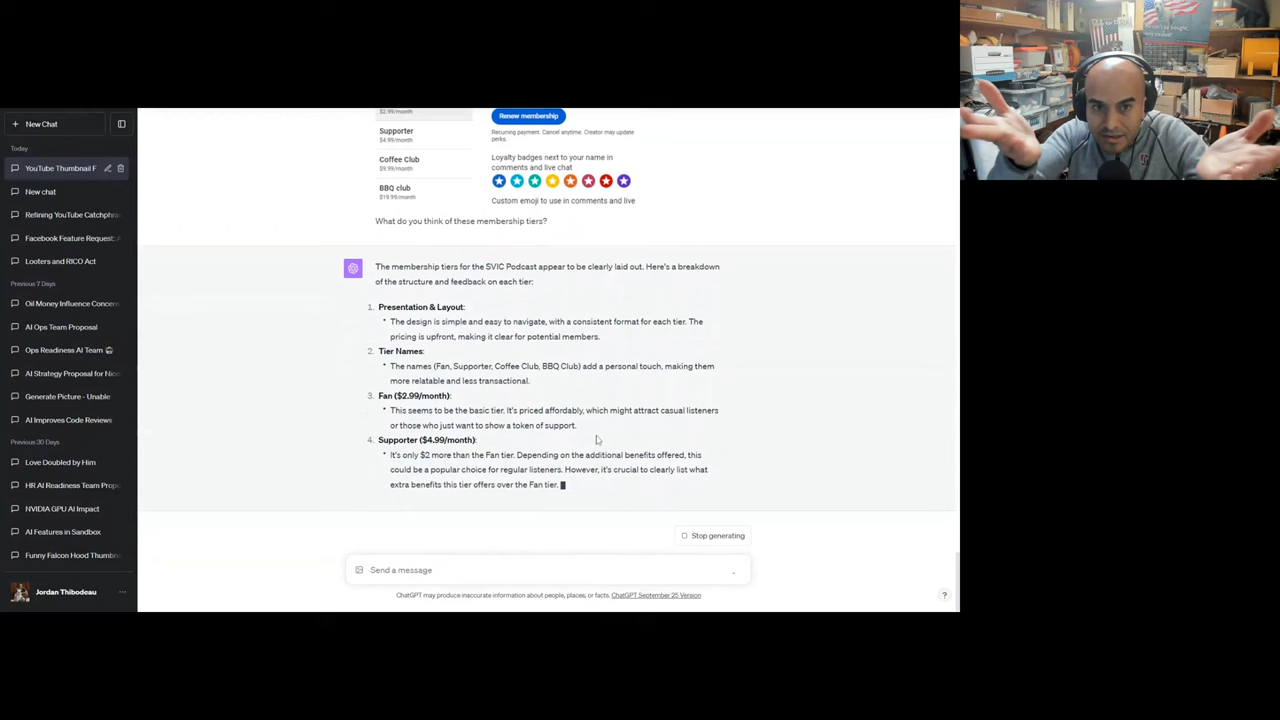 New Chat
Today
YouTube Thumbnail F
New chat
Refining YouTube Catchphra
Facebook Feature Request: A
Looters and RICO Act
Previous 7 Days
Oil Money Influence Concern
AI Ops Team Proposal
Ops Readiness AI Team
AI Strategy Proposal for Nic
Generate Picture - Unable
AI Improves Code Reviews
Previous 30 Days
Love Doubted by Him
HR AI Readiness Team Prop
NVIDIA GPU AI Impact
AI Features in Sandbox
Funny Falcon Hood Thumbn
Jordan Thibodeau
$2.99/month
Supporter
$4.99/month
Coffee Club
$9.99/month
BBQ club
$19.99/month
Renew membership
Recurring payment. Cancel anytime. Creator may update
perks.
Loyalty badges next to your name in
comments and live chat
Custom emoji to use in comments and live
What do you think of these membership tiers?
The membership tiers for the SVIC Podcast appear to be clearly laid out. Here's a breakdown
of the structure and feedback on each tier:
1. Presentation & Layout:
• The design is simple and easy to navigate, with a consistent format for each tier. The
pricing is upfront, making it clear for potential members.
2. Tier Names:
• The names (Fan, Supporter, Coffee Club, BBQ Club) add a personal touch, making them
more relatable and less transactional.
3. Fan ($2.99/month):
• This seems to be the basic tier. It's priced affordably, which might attract casual listeners
or those who just want to show a token of support.
4. Supporter ($4.99/month):
• It's only $2 more than the Fan tier. Depending on the additional benefits offered, this
could be a popular choice for regular listeners. However, it's crucial to clearly list what
extra benefits this tier offers over the Fan tier.
Stop generating
Send a message
ChatGPT may produce inaccurate information about people, places, or facts. ChatGPT September 25 Version
?